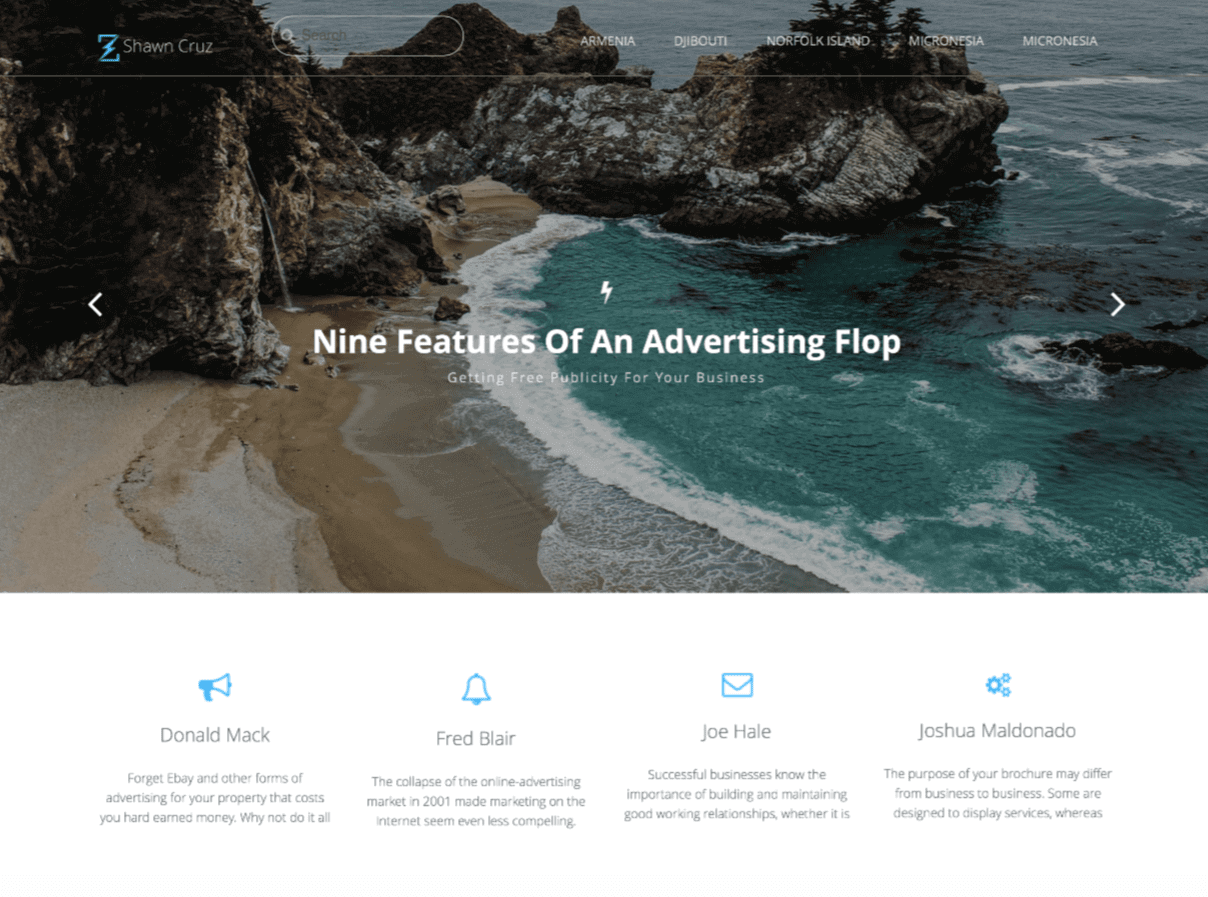 Shawn Cruz
Search
ARMENIA
DJIBOUTI
NORFOLK ISLAND
MICRONESIA
MICRONESIA
Nine Features Of An Advertising Flop
Getting Free Publicity For Your Business
Donald Mack
Forget Ebay and other forms of
advertising for your property that costs
you hard earned money. Why not do it all
Fred Blair
The collapse of the online-advertising
market in 2001 made marketing on the
Internet seem even less compelling.
Joe Hale
Successful businesses know the
importance of building and maintaining
good working relationships, whether it is
Joshua Maldonado
The purpose of your brochure may differ
from business to business. Some are
designed to display services, whereas